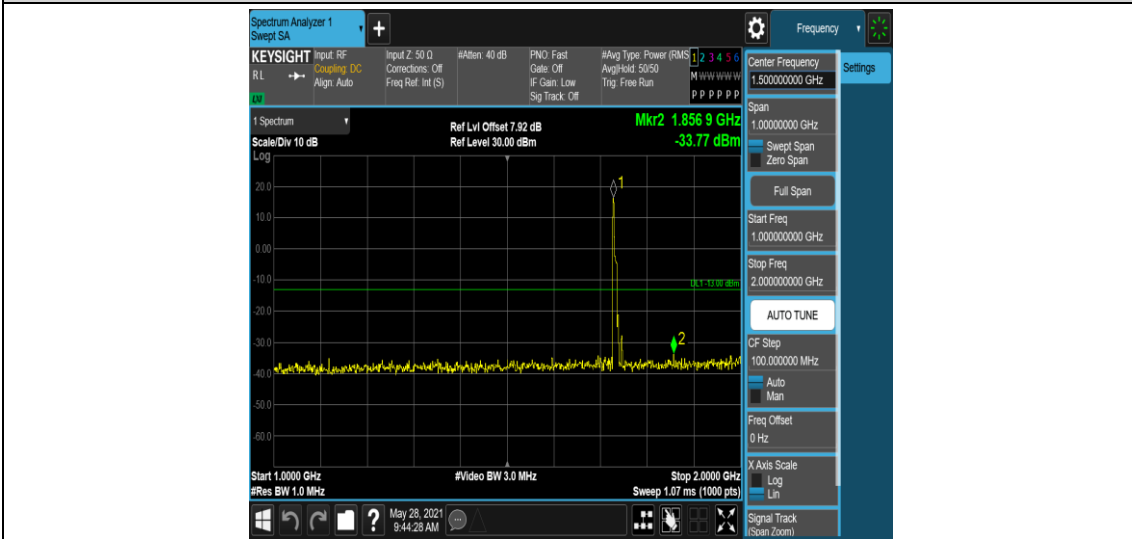 Spectrum Analyzer 1
Swept SA
+
Frequency
KEYSIGHT
RL
LXI
Input: RF
Coupling: DC
Align: Auto
Input Z: 50 Ω
Corrections: Off
Freq Ref: Int (S)
#Atten: 40 dB
PNO: Fast
Gate: Off
IF Gain: Low
Sig Track: Off
#Avg Type: Power (RMS
Avg|Hold: 50/50
Trig: Free Run
1 2 3 4 5 6
M W W W W W
P P P P P P
1 Spectrum
Scale/Div 10 dB
Log
Ref Lvl Offset 7.92 dB
Ref Level 30.00 dBm
Mkr2 1.856 9 GHz
-33.77 dBm
1
20.0
10.0
0.00
-10.0
DL1 -13.00 dBm
-20.0
-30.0
2
-40.0
-50.0
-60.0
Start 1.0000 GHz
#Res BW 1.0 MHz
#Video BW 3.0 MHz
Stop 2.0000 GHz
Sweep 1.07 ms (1000 pts)
?
May 28, 2021
9:44:28 AM
Center Frequency
1.500000000 GHz
Settings
Span
1.00000000 GHz
Swept Span
Zero Span
Full Span
Start Freq
1.000000000 GHz
Stop Freq
2.000000000 GHz
AUTO TUNE
CF Step
100.000000 MHz
Auto
Man
Freq Offset
0 Hz
X Axis Scale
Log
Lin
Signal Track
(Span Zoom)